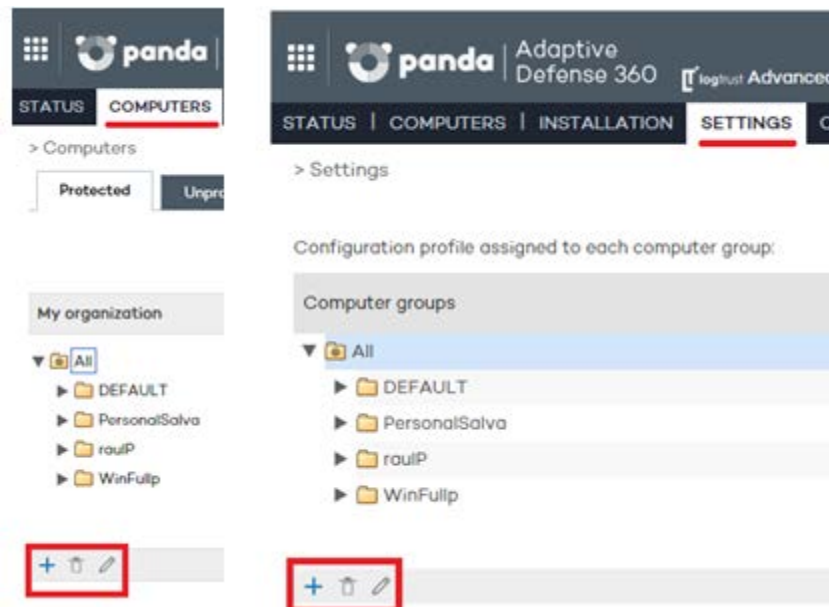 panda
STATUS COMPUTERS
> Computers
Protected
My organization
All
DEFAULT
PersonalSalva
raulP
WinFullp
panda | Adaptive
Defense 360
logtrust
STATUS | COMPUTERS | INSTALLATION SETTINGS
> Settings
Configuration profile assigned to each computer group:
Computer groups
All
DEFAULT
PersonalSalva
raulP
WinFullp